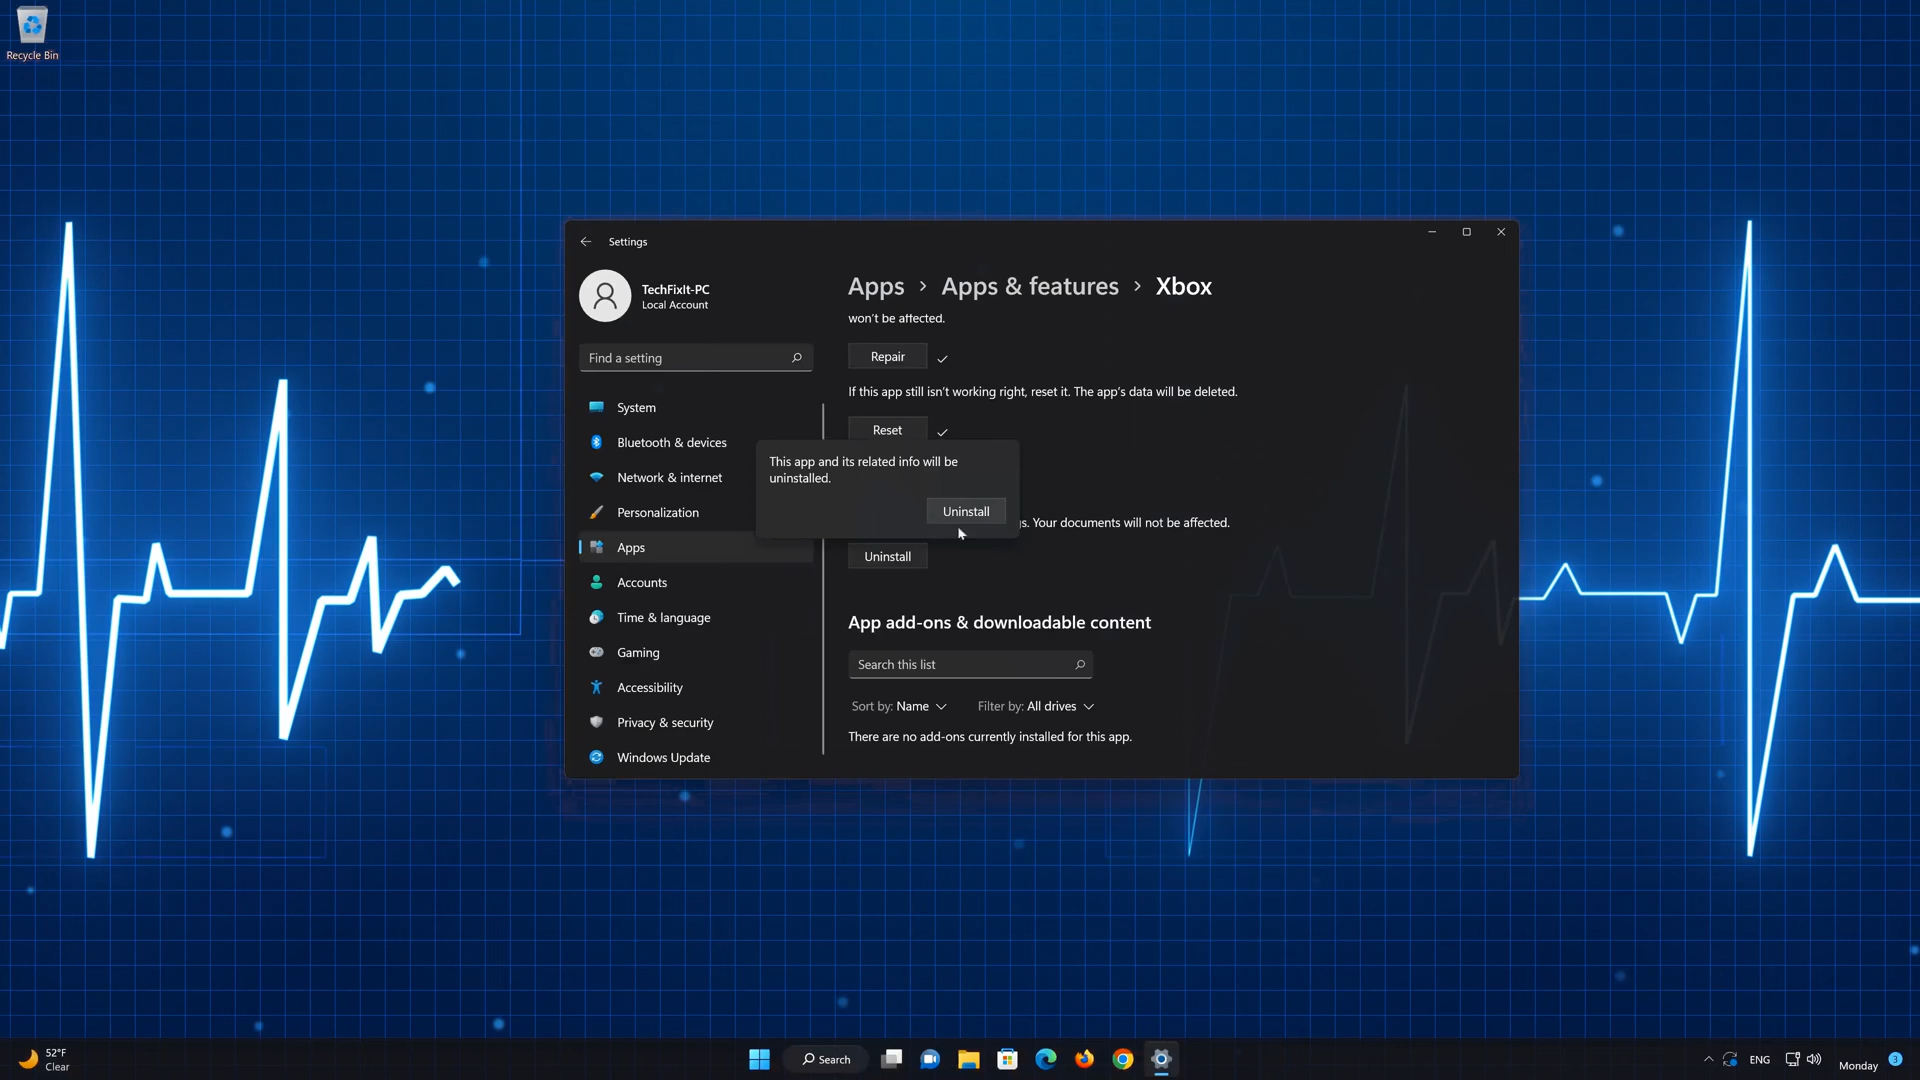 Recycle Bin
Settings
TechFixIt-PC
Local Account
Find a setting
System
Bluetooth & devices
Network & internet
Personalization
Apps
Accounts
Time & language
Gaming
Accessibility
Privacy & security
Windows Update
Apps > Apps & features > Xbox
won't be affected.
Repair
If this app still isn't working right, reset it. The app's data will be deleted.
Reset
This app and its related info will be
uninstalled.
Uninstall
gs. Your documents will not be affected.
Uninstall
App add-ons & downloadable content
Search this list
Sort by: Name Filter by: All drives
There are no add-ons currently installed for this app.
52°F
Clear
Search
ENG
Monday
3